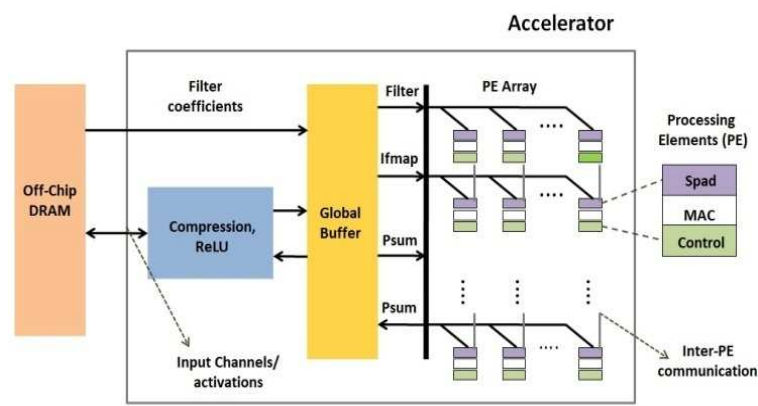 Accelerator
Filter
coefficients
Filter
PE Array
Processing
Elements (PE)
Ifmap
Off-Chip
DRAM
Compression,
ReLU
Global
Buffer
Spad
MAC
Control
Psum
Psum
Input Channels/
activations
Inter-PE
communication